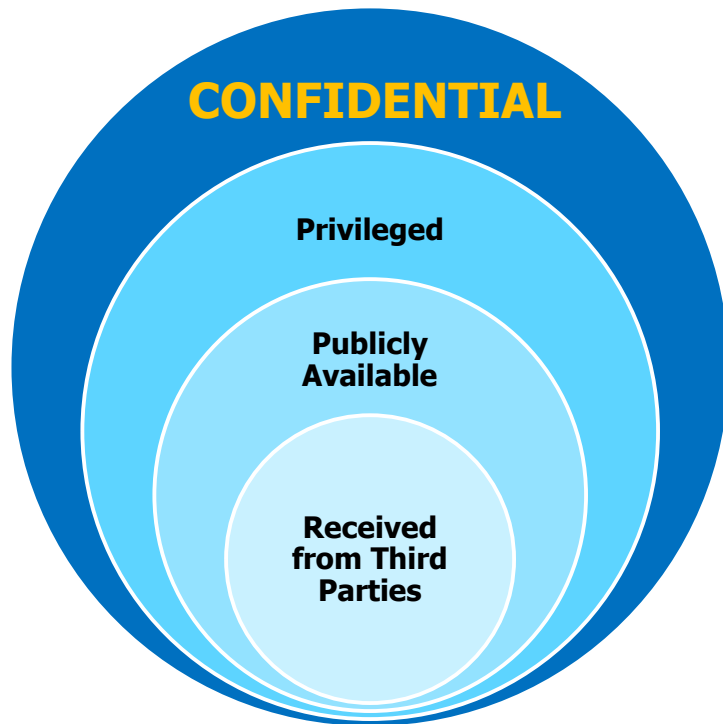 CONFIDENTIAL
Privileged
Publicly
Available
Received
from Third
Parties